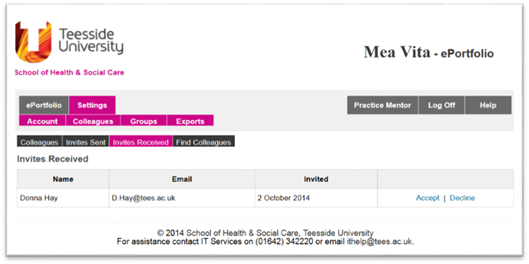 Teesside
University
School of Health & Social Care
Mea Vita - ePortfolio
ePortfolio Settings Practice Mentor Log Off Help
Account Colleagues Groups Exports
Colleagues Invites Sent Invites Received Find Colleagues
Invites Received
Name Email Invited
Donna Hay D.Hay@tees.ac.uk 2 October 2014 Accept | Decline
© 2014 School of Health & Social Care, Teesside University
For assistance contact IT Services on (01642) 342220 or email ithelp@tees.ac.uk.